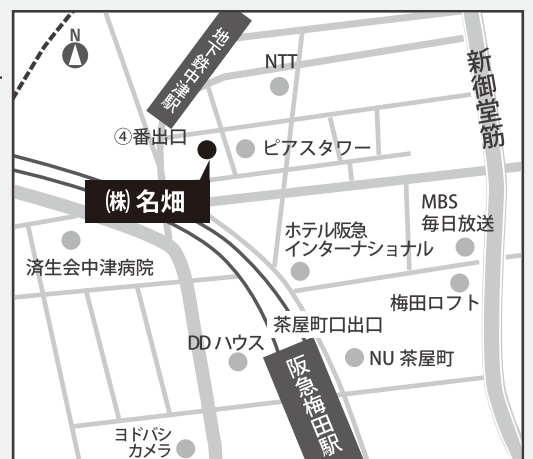 N
地下鉄中津駅
NTT
新御堂筋
④番出口
ピアスタワー
㈱ 名畑
MBS
毎日放送
ホテル阪急
インターナショナル
済生会中津病院
梅田ロフト
茶屋町口出口
DD ハウス
NU 茶屋町
阪急梅田駅
ヨドバシ
カメラ